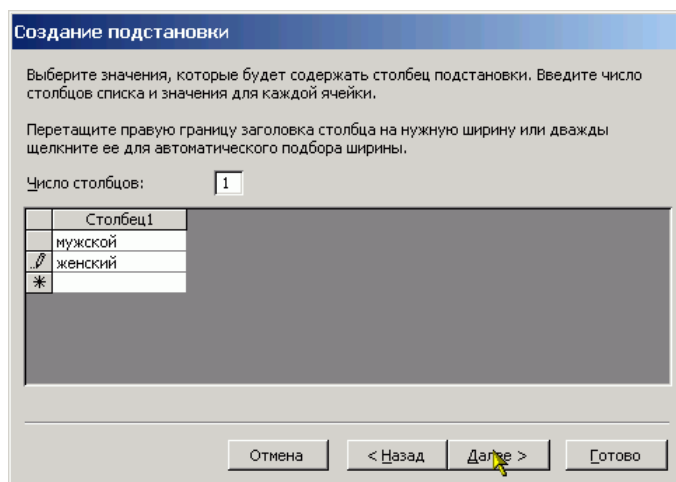 Создание подстановки
Выберите значения, которые будет содержать столбец подстановки. Введите число
столбцов списка и значения для каждой ячейки.
Перетащите правую границу заголовка столбца на нужную ширину или дважды
щелкните ее для автоматического подбора ширины.
Число столбцов: 1
Столбец1
мужской
женский
Отмена < Назад Далее > Готово